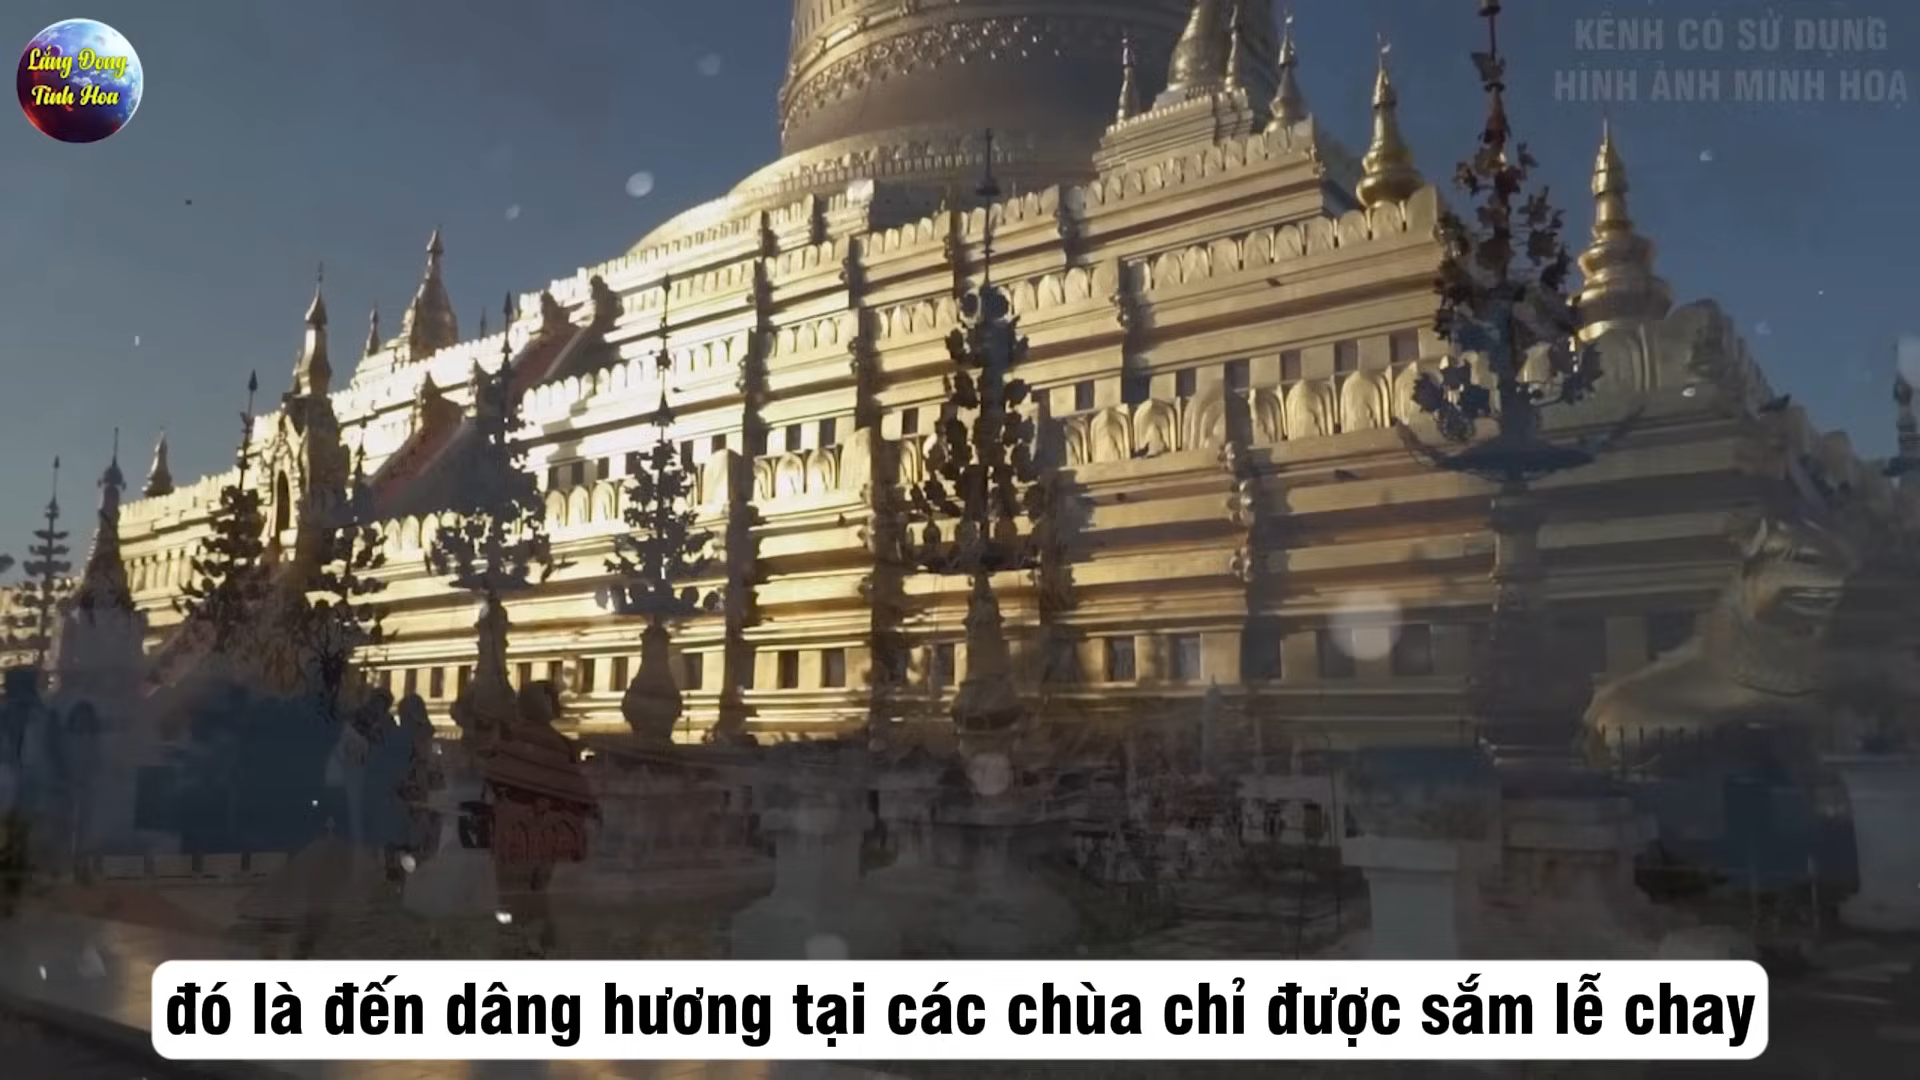 Lắng Đọng
Tinh Hoa
KÊNH CÓ SỬ DỤNG
HÌNH ẢNH MINH HOẠ
đó là đến dâng hương tại các chùa chỉ được sắm lễ chay